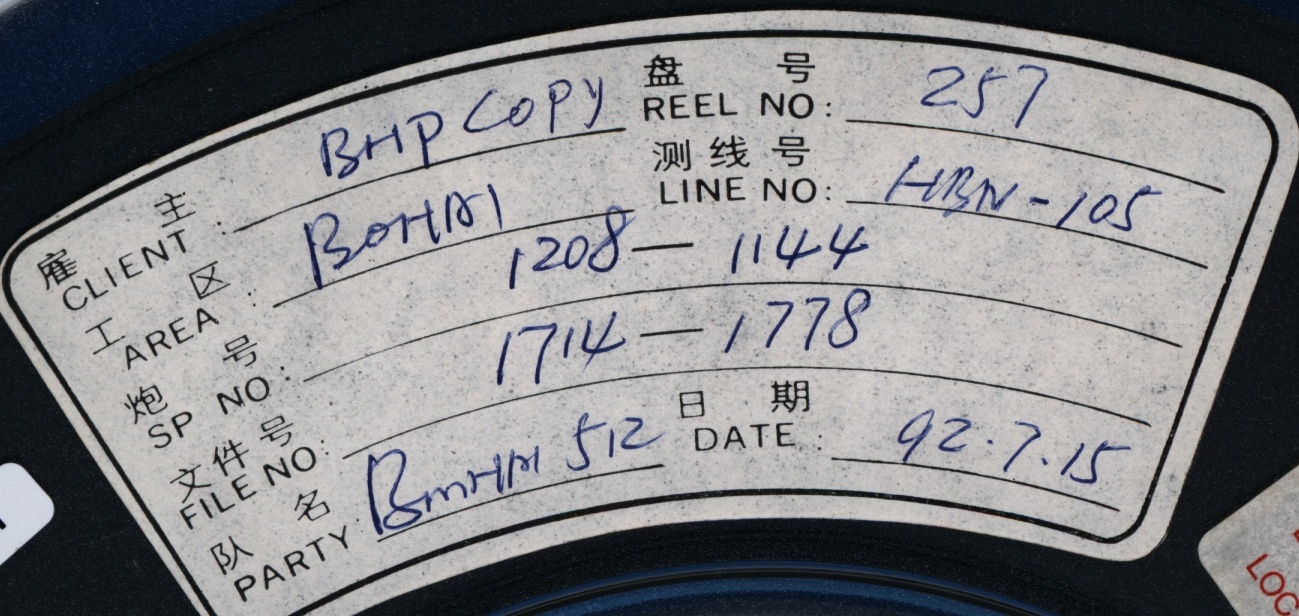 雇主 BHP COPY 盘号 257
CLIENT: REEL NO:
工区 BOHAI 测线号 HBN-105
AREA: LINE NO:
炮号 1208 — 1144
SP NO:
文件号 1714 — 1778
FILE NO:
队名 512 日期 92.7.15
PARTY: DATE:
LOC